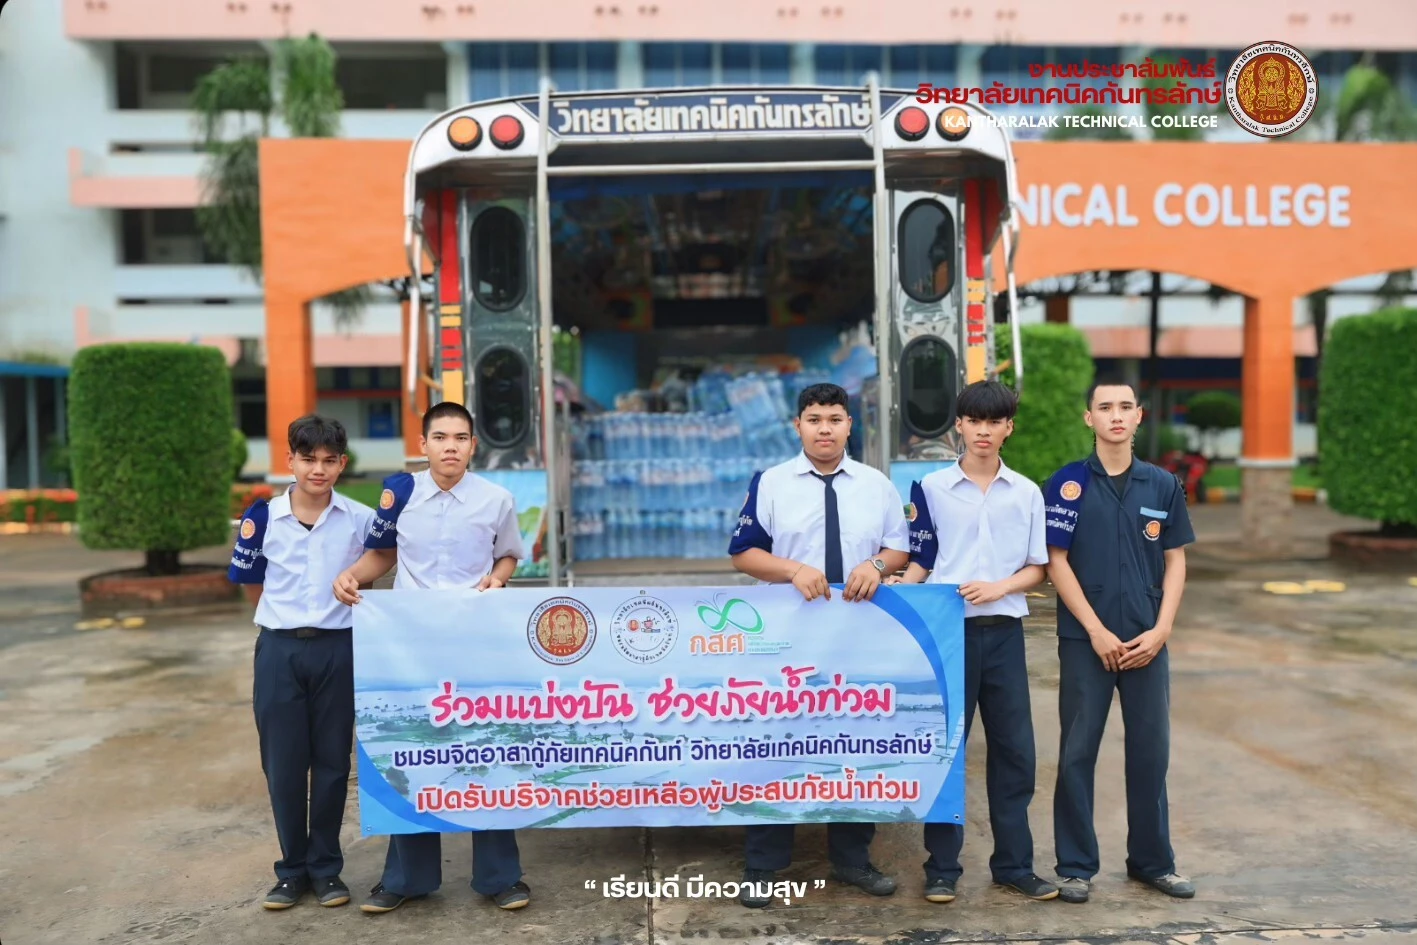 งานประชาสัมพันธ์
วิทยาลัยเทคนิคกันทรลักษ์
KANTHARALAK TECHNICAL COLLEGE
วิทยาลัยเทคนิคกันทรลักษ์
NICAL COLLEGE
กสศ
ร่วมแบ่งปัน ช่วยภัยน้ำท่วม
ชมรมจิตอาสากู้ภัยเทคนิคกันท์ วิทยาลัยเทคนิคกันทรลักษ์
เปิดรับบริจาคช่วยเหลือผู้ประสบภัยน้ำท่วม
“ เรียนดี มีความสุข ”